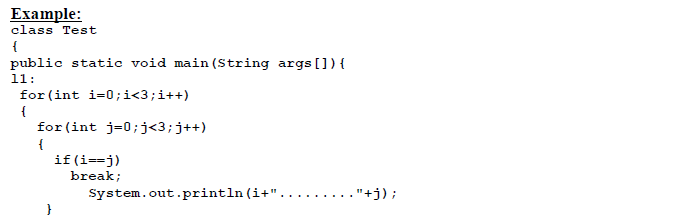 Example:
class Test
{
public static void main(String args[]){
l1:
for(int i=0;i<3;i++)
{
for(int j=0;j<3;j++)
{
if(i==j)
break;
System.out.println(i+"........."+j);
}